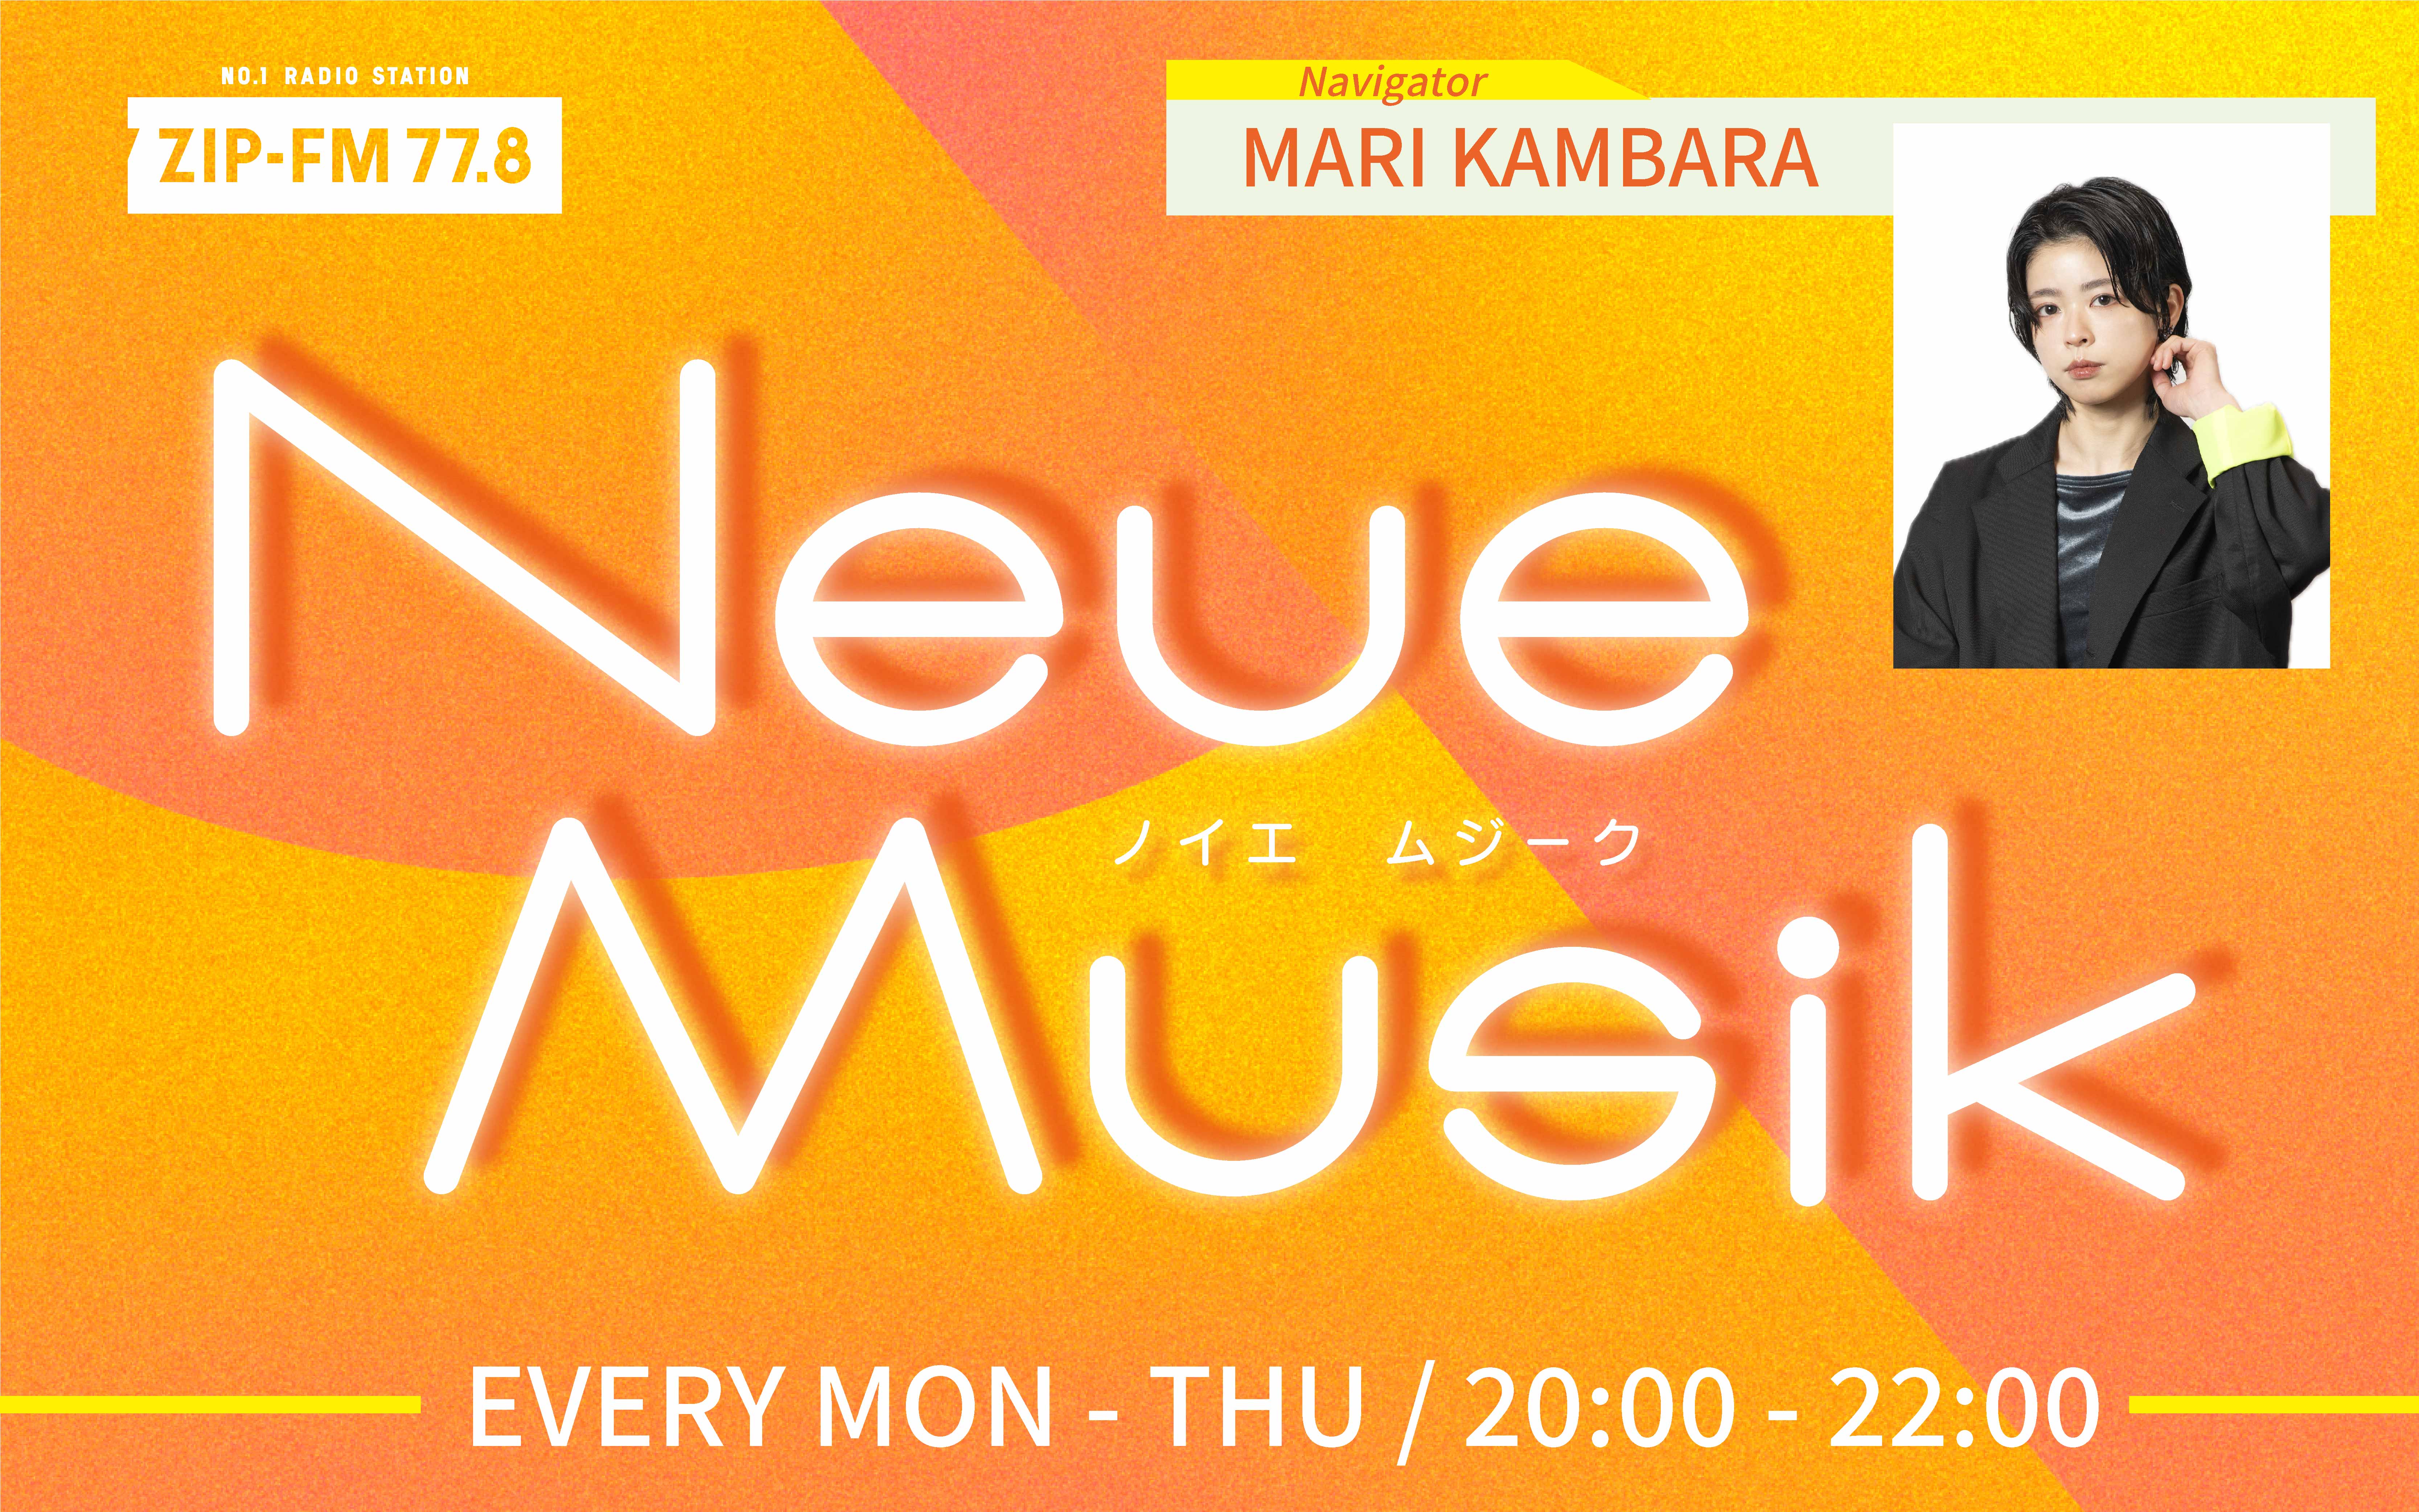 NO.1 RADIO STATION
ZIP-FM 77.8
Navigator
MARI KAMBARA
Neue
ノイエ ムジーク
Musik
EVERY MON - THU / 20:00 - 22:00